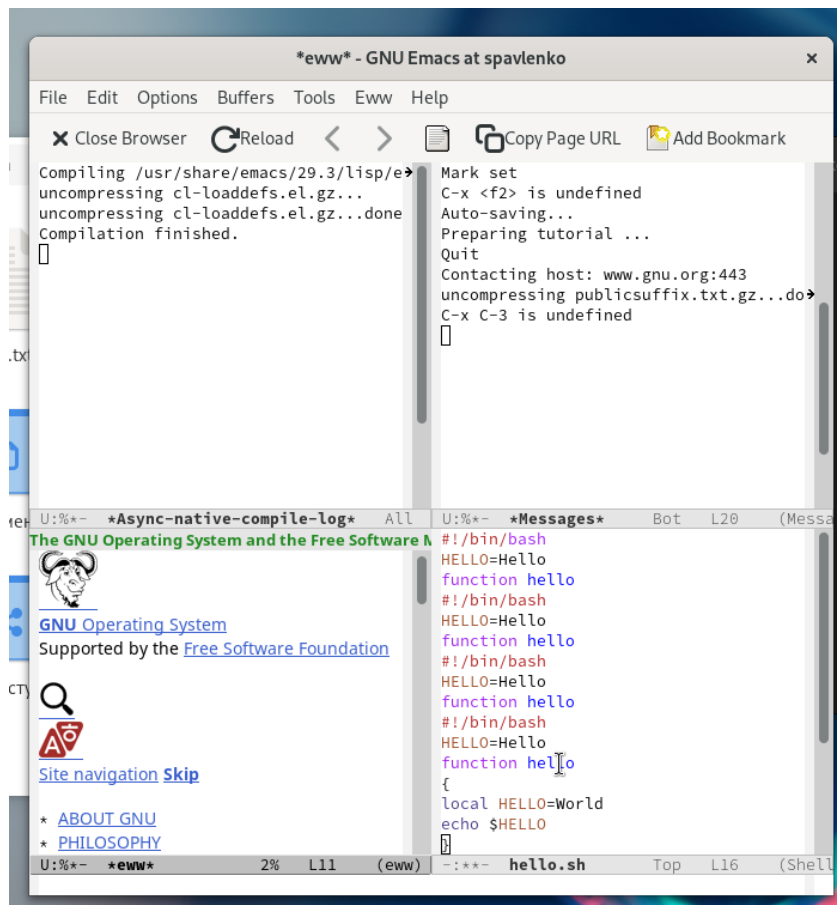 *eww* - GNU Emacs at spavlenko
File Edit Options Buffers Tools Eww Help
Close Browser Reload Copy Page URL Add Bookmark
Compiling /usr/share/emacs/29.3/lisp/e
uncompressing cl-loaddefs.el.gz...
uncompressing cl-loaddefs.el.gz...done
Compilation finished.
U:%*- *Async-native-compile-log* All
Mark set
C-x <f2> is undefined
Auto-saving...
Preparing tutorial ...
Quit
Contacting host: www.gnu.org:443
uncompressing publicsuffix.txt.gz...do
C-x C-3 is undefined
U:%*- *Messages* Bot L20 (Messa
The GNU Operating System and the Free Software
GNU Operating System
Supported by the Free Software Foundation
Site navigation Skip
* ABOUT GNU
* PHILOSOPHY
U:%*- *eww* 2% L11 (eww)
#!/bin/bash
HELLO=Hello
function hello
#!/bin/bash
HELLO=Hello
function hello
#!/bin/bash
HELLO=Hello
function hello
#!/bin/bash
HELLO=Hello
function hello
{
local HELLO=World
echo $HELLO
}
-:**- hello.sh Top L16 (Shell
.txt